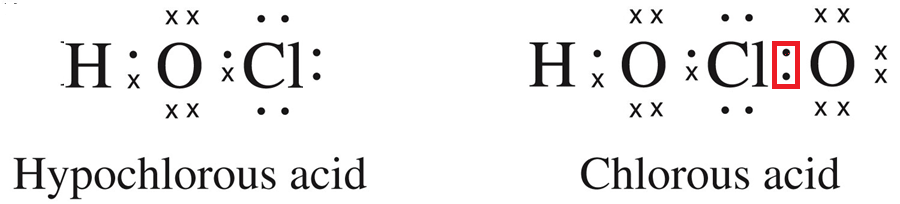 x x • • x x • • x x
H •x O •x Cl : H •x O •x Cl : O x x
x x • • x x • • x x
Hypochlorous acid Chlorous acid